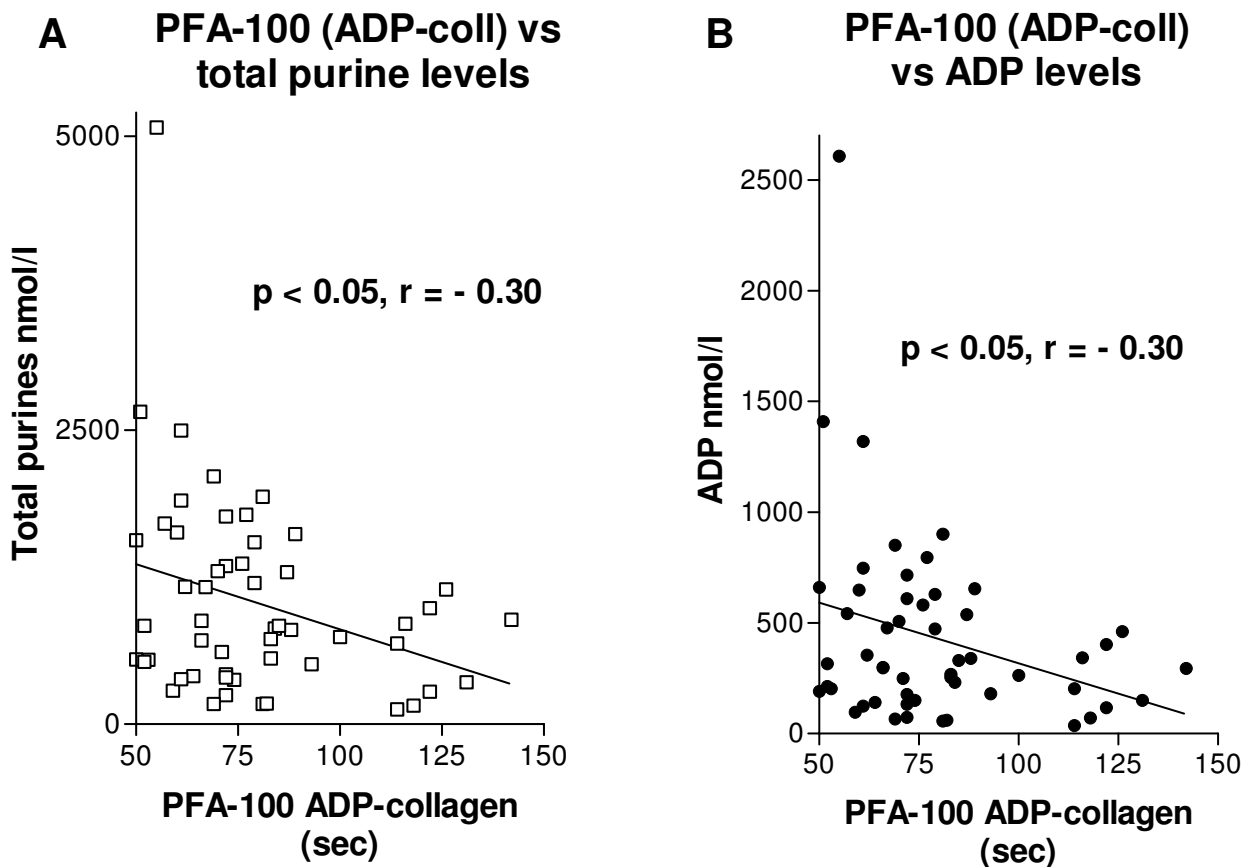 A
PFA-100 (ADP-coll) vs
total purine levels
5000
2500
0
Total purines nmol/l
p < 0.05, r = - 0.30
50
75
100
125
150
PFA-100 ADP-collagen
(sec)
B
PFA-100 (ADP-coll)
vs ADP levels
2500
2000
1500
1000
500
0
ADP nmol/l
p < 0.05, r = - 0.30
50
75
100
125
150
PFA-100 ADP-collagen
(sec)